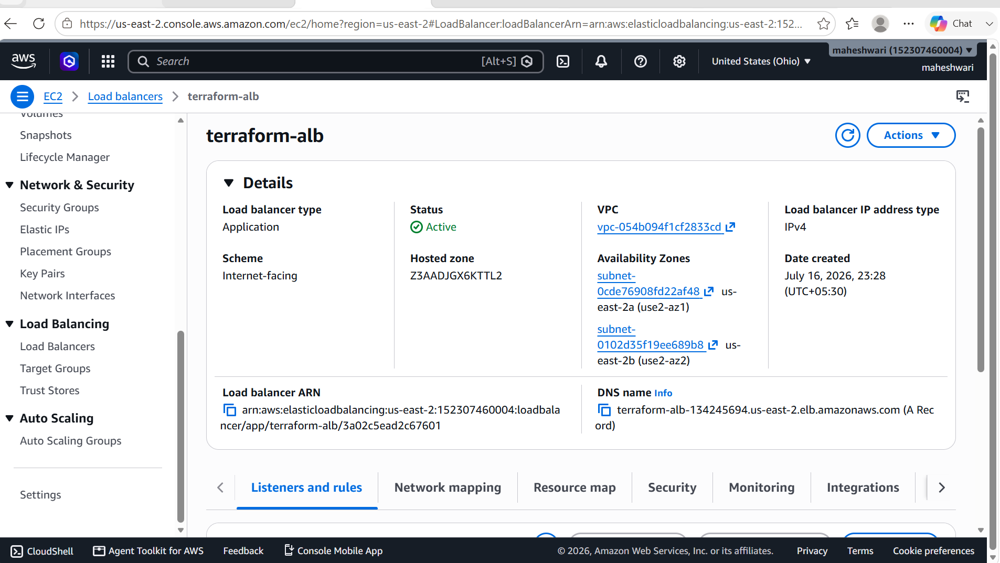 https://us-east-2.console.aws.amazon.com/ec2/home?region=us-east-2#LoadBalancer:loadBalancerArn=arn:aws:elasticloadbalancing:us-east-2:152...
Chat
aws
Search
[Alt+S]
United States (Ohio)
maheshwari (152307460004)
maheshwari
EC2
Load balancers
terraform-alb
Volumes
Snapshots
Lifecycle Manager
Network & Security
Security Groups
Elastic IPs
Placement Groups
Key Pairs
Network Interfaces
Load Balancing
Load Balancers
Target Groups
Trust Stores
Auto Scaling
Auto Scaling Groups
Settings
terraform-alb
Actions
Details
Load balancer type
Application
Scheme
Internet-facing
Status
Active
Hosted zone
Z3AADJGX6KTTL2
VPC
vpc-054b094f1cf2833cd
Availability Zones
subnet-
0cde76908fd22af48 us-
east-2a (use2-az1)
subnet-
0102d35f19ee689b8 us-
east-2b (use2-az2)
Load balancer IP address type
IPv4
Date created
July 16, 2026, 23:28
(UTC+05:30)
Load balancer ARN
arn:aws:elasticloadbalancing:us-east-2:152307460004:loadbala
ncer/app/terraform-alb/3a02c5ead2c67601
DNS name Info
terraform-alb-134245694.us-east-2.elb.amazonaws.com (A Rec
ord)
Listeners and rules
Network mapping
Resource map
Security
Monitoring
Integrations
CloudShell
Agent Toolkit for AWS
Feedback
Console Mobile App
© 2026, Amazon Web Services, Inc. or its affiliates.
Privacy
Terms
Cookie preferences